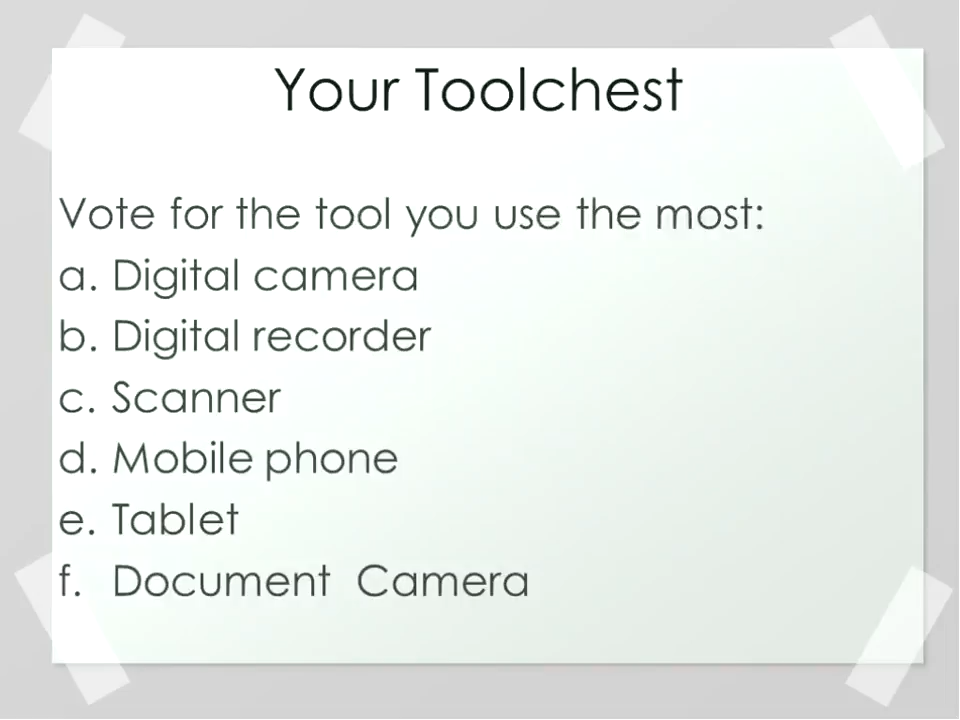 Your Toolchest
Vote for the tool you use the most:
a. Digital camera
b. Digital recorder
c. Scanner
d. Mobile phone
e. Tablet
f. Document Camera